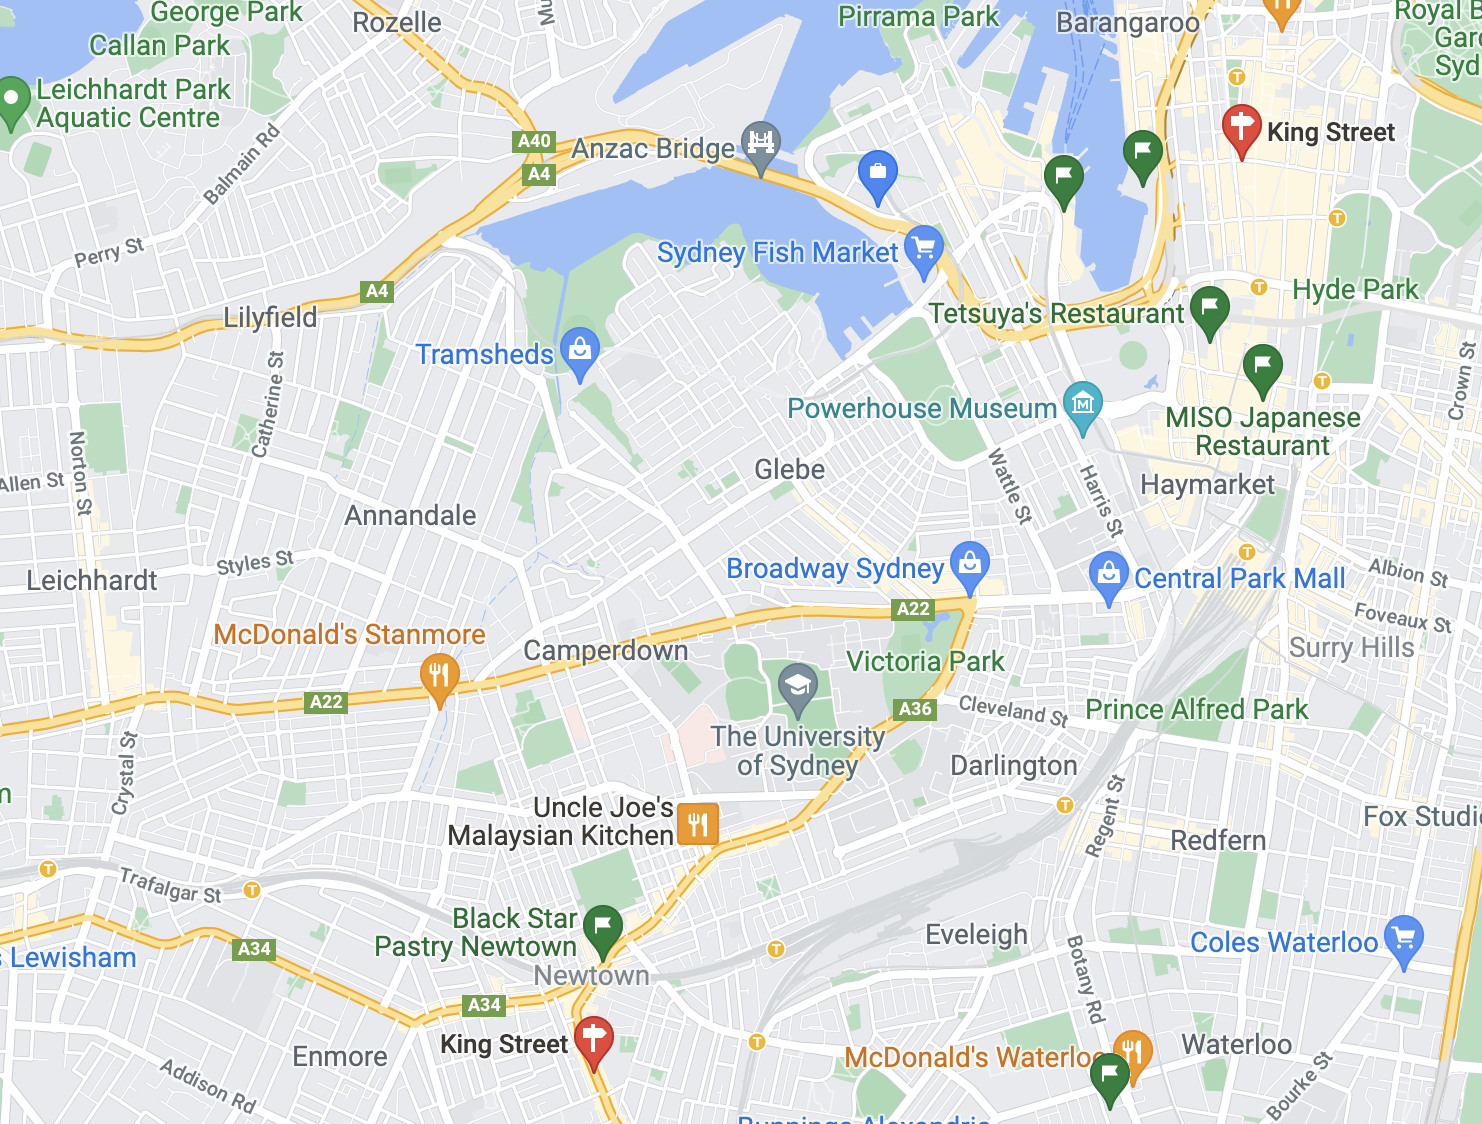 George Park
Rozelle
Pirrama Park
Barangaroo
Royal B
Gard
Syd
Callan Park
Leichhardt Park
Aquatic Centre
Balmain Rd
A40
A4
Anzac Bridge
King Street
Perry St
Sydney Fish Market
A4
Lilyfield
Tetsuya's Restaurant
Hyde Park
Tramsheds
Catherine St
Crown St
Powerhouse Museum
MISO Japanese
Restaurant
Norton St
Allen St
Glebe
Wattle St
Harris St
Haymarket
Annandale
Styles St
Leichhardt
Broadway Sydney
Central Park Mall
Albion St
A22
Foveaux St
McDonald's Stanmore
Camperdown
Victoria Park
Surry Hills
A22
A36
Cleveland St
Prince Alfred Park
The University
of Sydney
Crystal St
Darlington
m
Uncle Joe's
Malaysian Kitchen
Regent St
Fox Studi
Redfern
Trafalgar St
Black Star
Pastry Newtown
Newtown
A34
s Lewisham
Eveleigh
Coles Waterloo
Botany Rd
A34
King Street
Enmore
McDonald's Waterloo
Waterloo
Addison Rd
Bourke St
Bunnings Alexandria